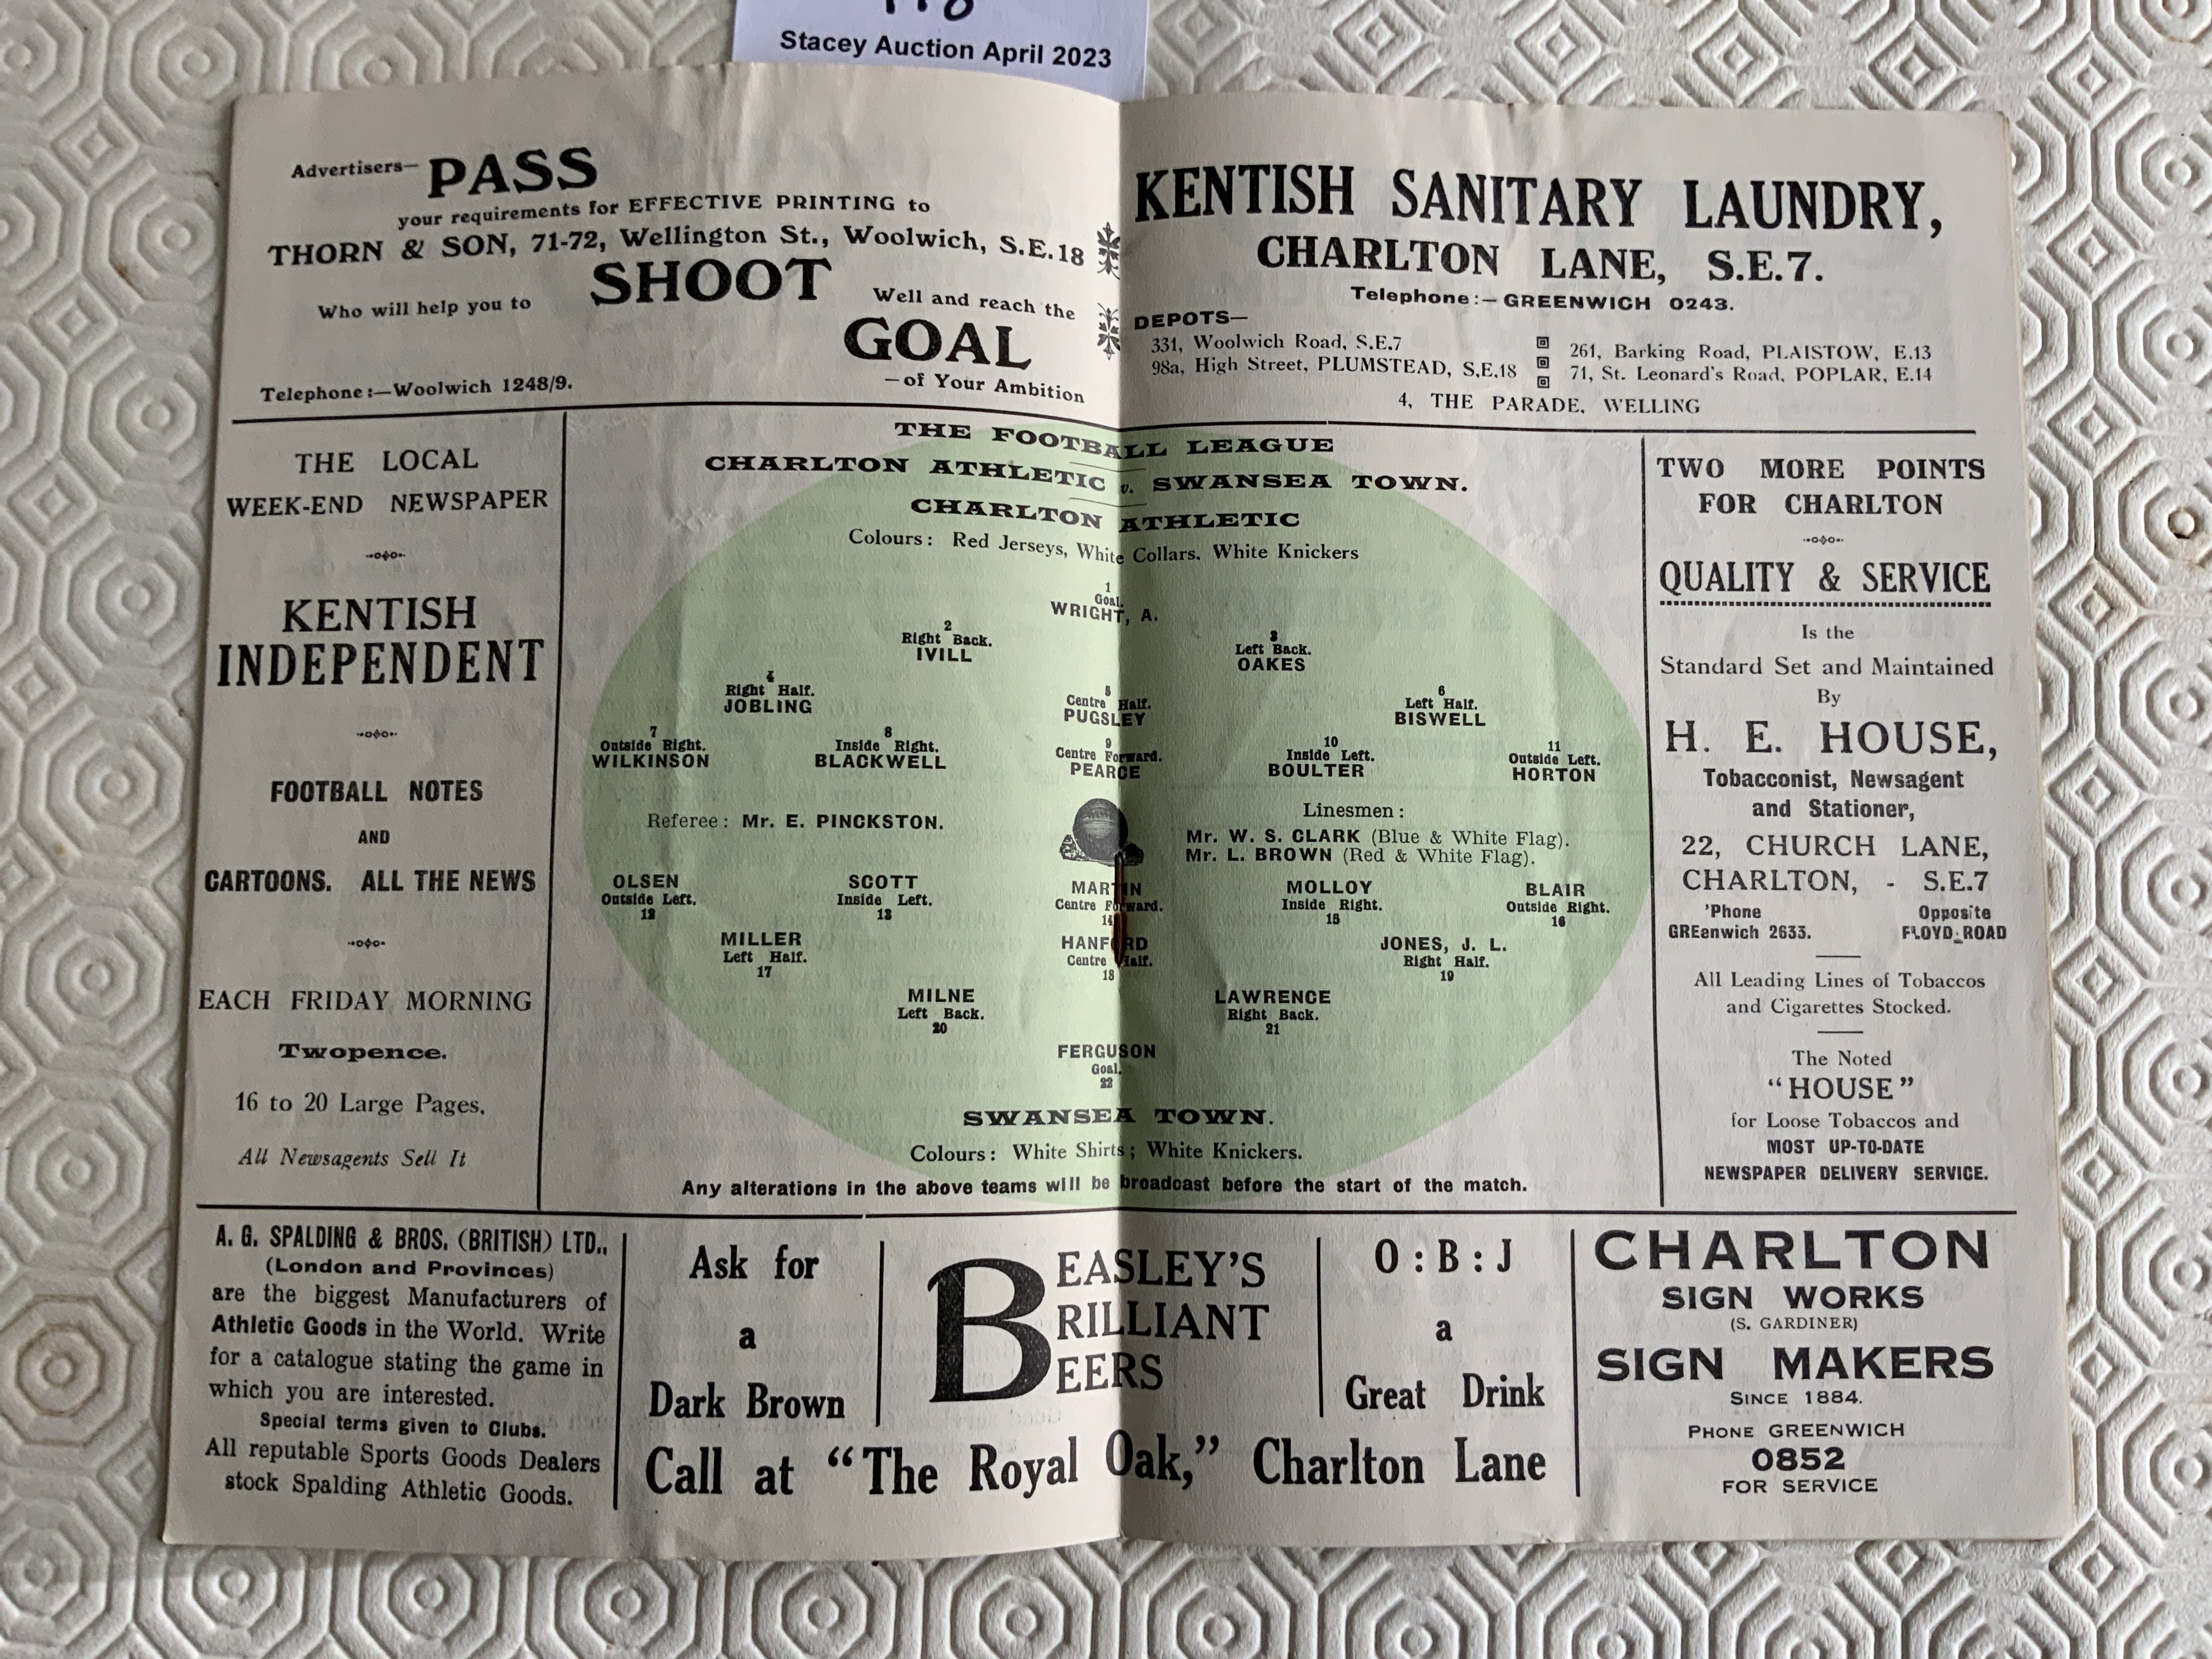 Stacey Auction April 2023
Advertisers— PASS
your requirements for EFFECTIVE PRINTING to
THORN & SON, 71-72, Wellington St., Woolwich, S.E.18
Who will help you to SHOOT Well and reach the
GOAL
Telephone:—Woolwich 1248/9. —of Your Ambition
KENTISH SANITARY LAUNDRY,
CHARLTON LANE, S.E.7.
Telephone:—GREENWICH 0243.
DEPOTS—
331, Woolwich Road, S.E.7
98a, High Street, PLUMSTEAD, S.E.18
261, Barking Road, PLAISTOW, E.13
71, St. Leonard's Road, POPLAR, E.14
4, THE PARADE, WELLING
THE LOCAL
WEEK-END NEWSPAPER
KENTISH
INDEPENDENT
FOOTBALL NOTES
AND
CARTOONS. ALL THE NEWS
EACH FRIDAY MORNING
Twopence.
16 to 20 Large Pages.
All Newsagents Sell It
THE FOOTBALL LEAGUE
CHARLTON ATHLETIC v. SWANSEA TOWN.
CHARLTON ATHLETIC
Colours: Red Jerseys, White Collars. White Knickers
1
Goal.
WRIGHT, A.
2
Right Back.
IVILL
3
Left Back.
OAKES
4
Right Half.
JOBLING
5
Centre Half.
PUGSLEY
6
Left Half.
BISWELL
7
Outside Right.
WILKINSON
8
Inside Right.
BLACKWELL
9
Centre Forward.
PEARCE
10
Inside Left.
BOULTER
11
Outside Left.
HORTON
Referee: Mr. E. PINCKSTON.
Linesmen:
Mr. W. S. CLARK (Blue & White Flag).
Mr. L. BROWN (Red & White Flag).
OLSEN
Outside Left.
12
SCOTT
Inside Left.
13
MARTIN
Centre Forward.
14
MOLLOY
Inside Right.
15
BLAIR
Outside Right.
16
MILLER
Left Half.
17
HANFORD
Centre Half.
18
JONES, J. L.
Right Half.
19
MILNE
Left Back.
20
LAWRENCE
Right Back.
21
FERGUSON
Goal.
22
SWANSEA TOWN.
Colours: White Shirts; White Knickers.
Any alterations in the above teams will be broadcast before the start of the match.
TWO MORE POINTS
FOR CHARLTON
QUALITY & SERVICE
Is the
Standard Set and Maintained
By
H. E. HOUSE,
Tobacconist, Newsagent
and Stationer,
22, CHURCH LANE,
CHARLTON, - S.E.7
'Phone Opposite
GREenwich 2633. FLOYD ROAD
All Leading Lines of Tobaccos
and Cigarettes Stocked.
The Noted
"HOUSE"
for Loose Tobaccos and
MOST UP-TO-DATE
NEWSPAPER DELIVERY SERVICE.
A. G. SPALDING & BROS. (BRITISH) LTD.,
(London and Provinces)
are the biggest Manufacturers of
Athletic Goods in the World. Write
for a catalogue stating the game in
which you are interested.
Special terms given to Clubs.
All reputable Sports Goods Dealers
stock Spalding Athletic Goods.
Ask for
a
Dark Brown
BEASLEY'S
BRILLIANT
BEERS
O:B:J
a
Great Drink
Call at "The Royal Oak," Charlton Lane
CHARLTON
SIGN WORKS
(S. GARDINER)
SIGN MAKERS
SINCE 1884.
PHONE GREENWICH
0852
FOR SERVICE